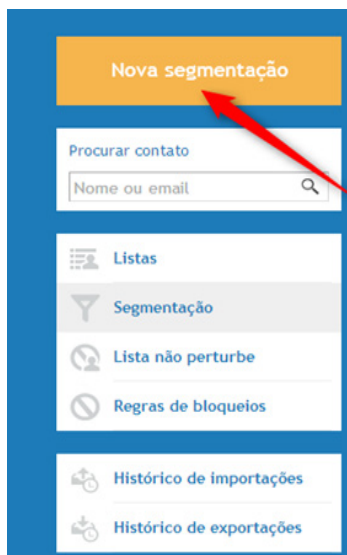 Nova segmentação
Procurar contato
Nome ou email
Listas
Segmentação
Lista não perturbe
Regras de bloqueios
Histórico de importações
Histórico de exportações